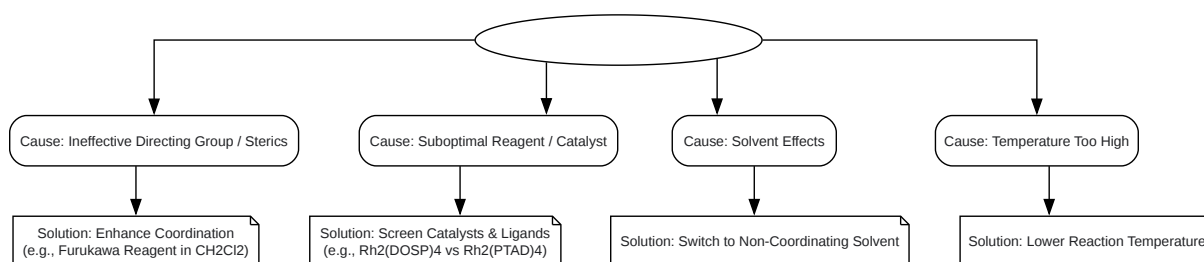 Cause: Ineffective Directing Group / Sterics
Cause: Suboptimal Reagent / Catalyst
Cause: Solvent Effects
Cause: Temperature Too High
Solution: Enhance Coordination
(e.g., Furukawa Reagent in CH2Cl2)
Solution: Screen Catalysts & Ligands
(e.g., Rh2(DOSP)4 vs Rh2(PTAD)4)
Solution: Switch to Non-Coordinating Solvent
Solution: Lower Reaction Temperature